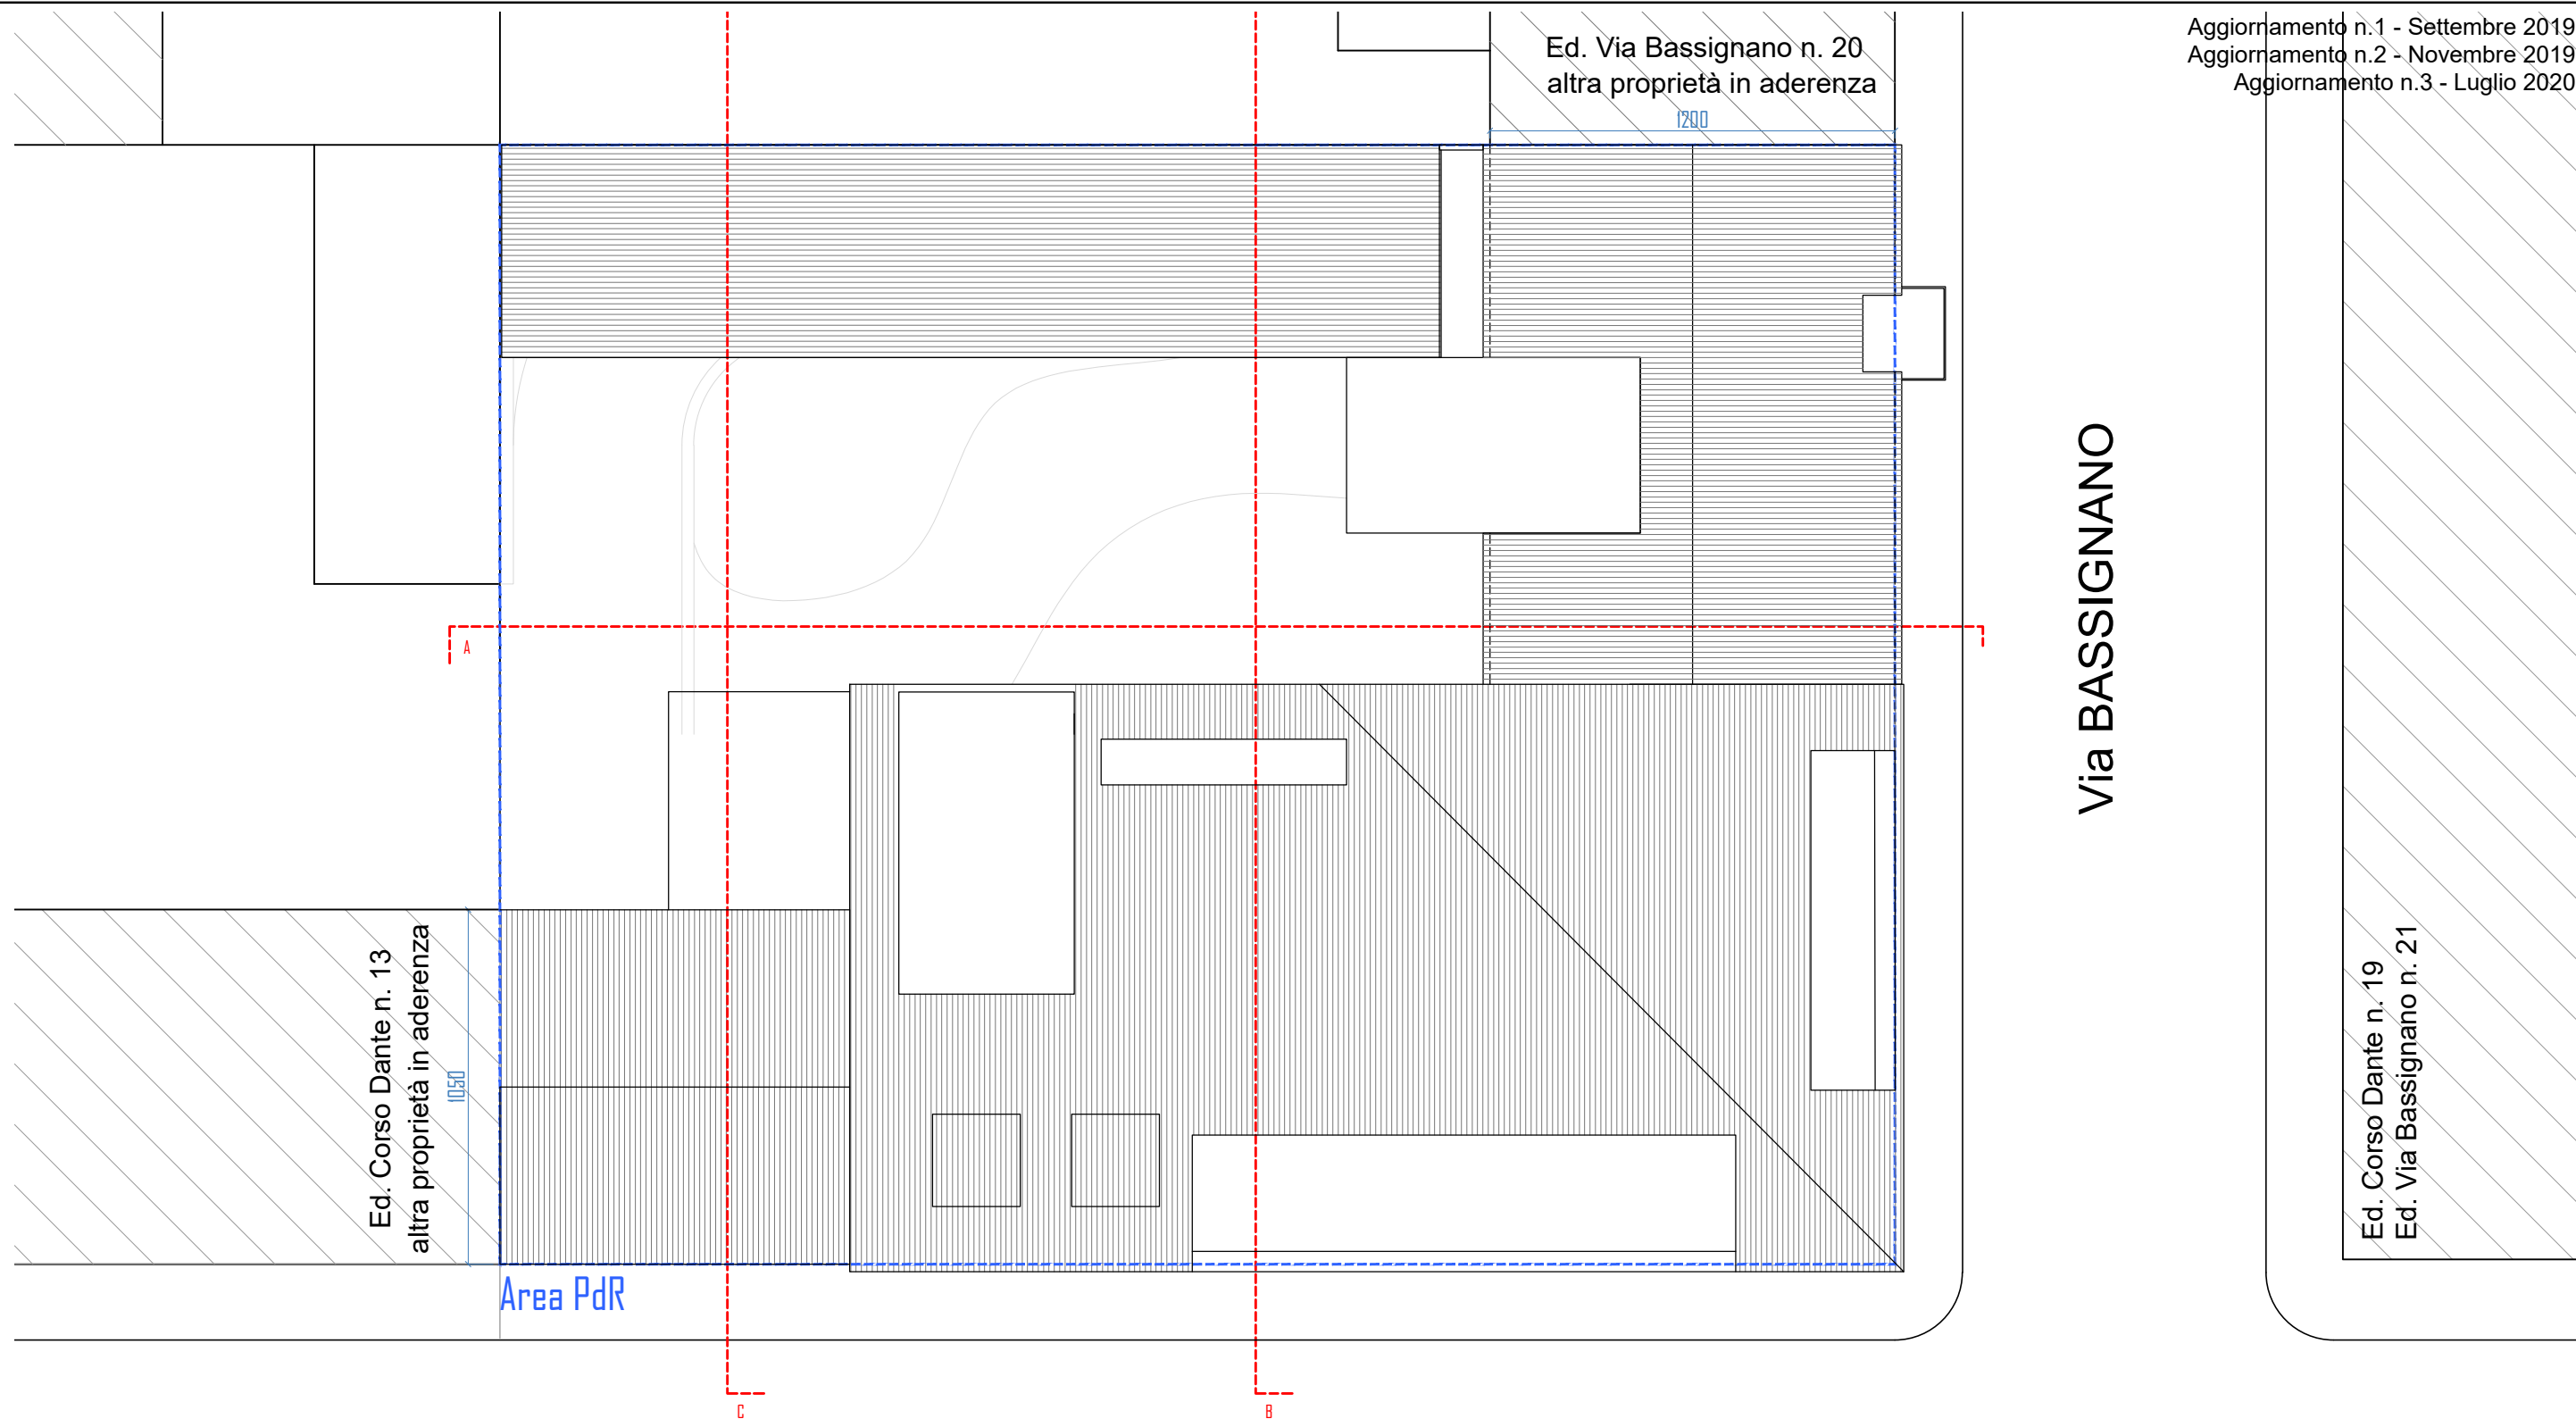 Aggiornamento n.1 - Settembre 2019
Aggiornamento n.2 - Novembre 2019
Aggiornamento n.3 - Luglio 2020
Ed. Via Bassignano n. 20
altra proprietà in aderenza
1200
Via BASSIGNANO
A
Ed. Corso Dante n. 13
altra proprietà in aderenza
1050
Ed. Corso Dante n. 19
Ed. Via Bassignano n. 21
Area PdR
C
B